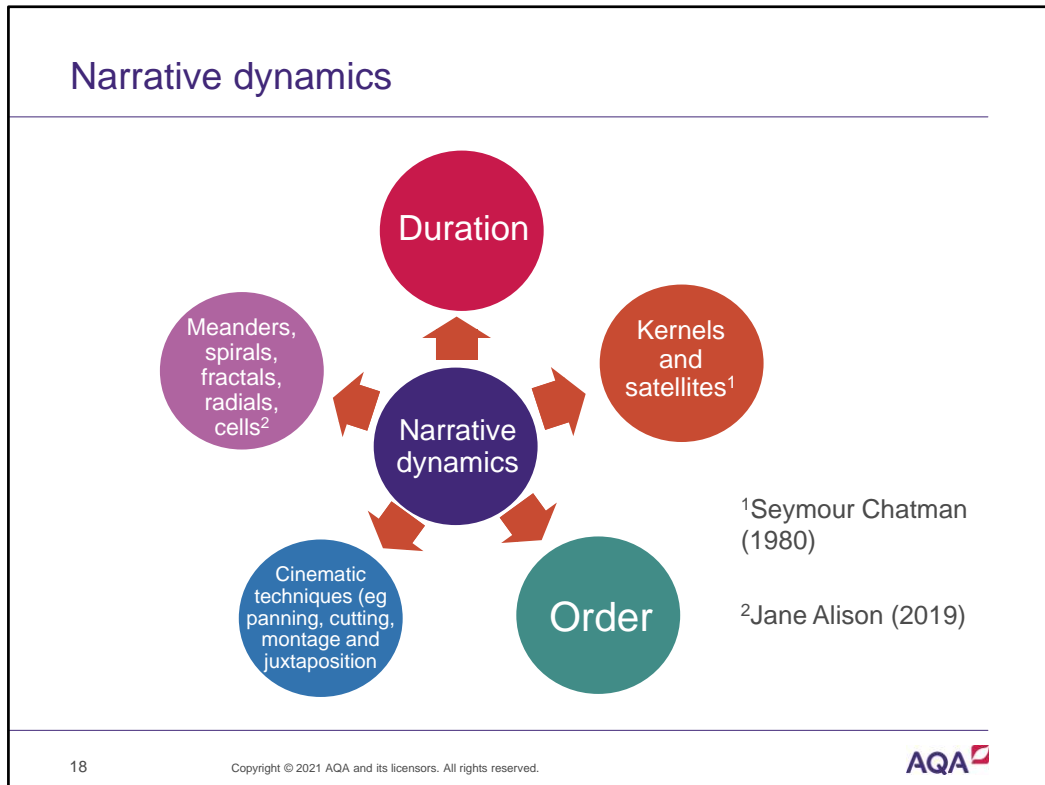 Narrative dynamics
Duration
Kernels
and
satellites¹
Order
Cinematic
techniques (eg
panning, cutting,
montage and
juxtaposition
Meanders,
spirals,
fractals,
radials,
cells²
Narrative
dynamics
¹Seymour Chatman
(1980)
²Jane Alison (2019)
18
Copyright © 2021 AQA and its licensors. All rights reserved.
AQA